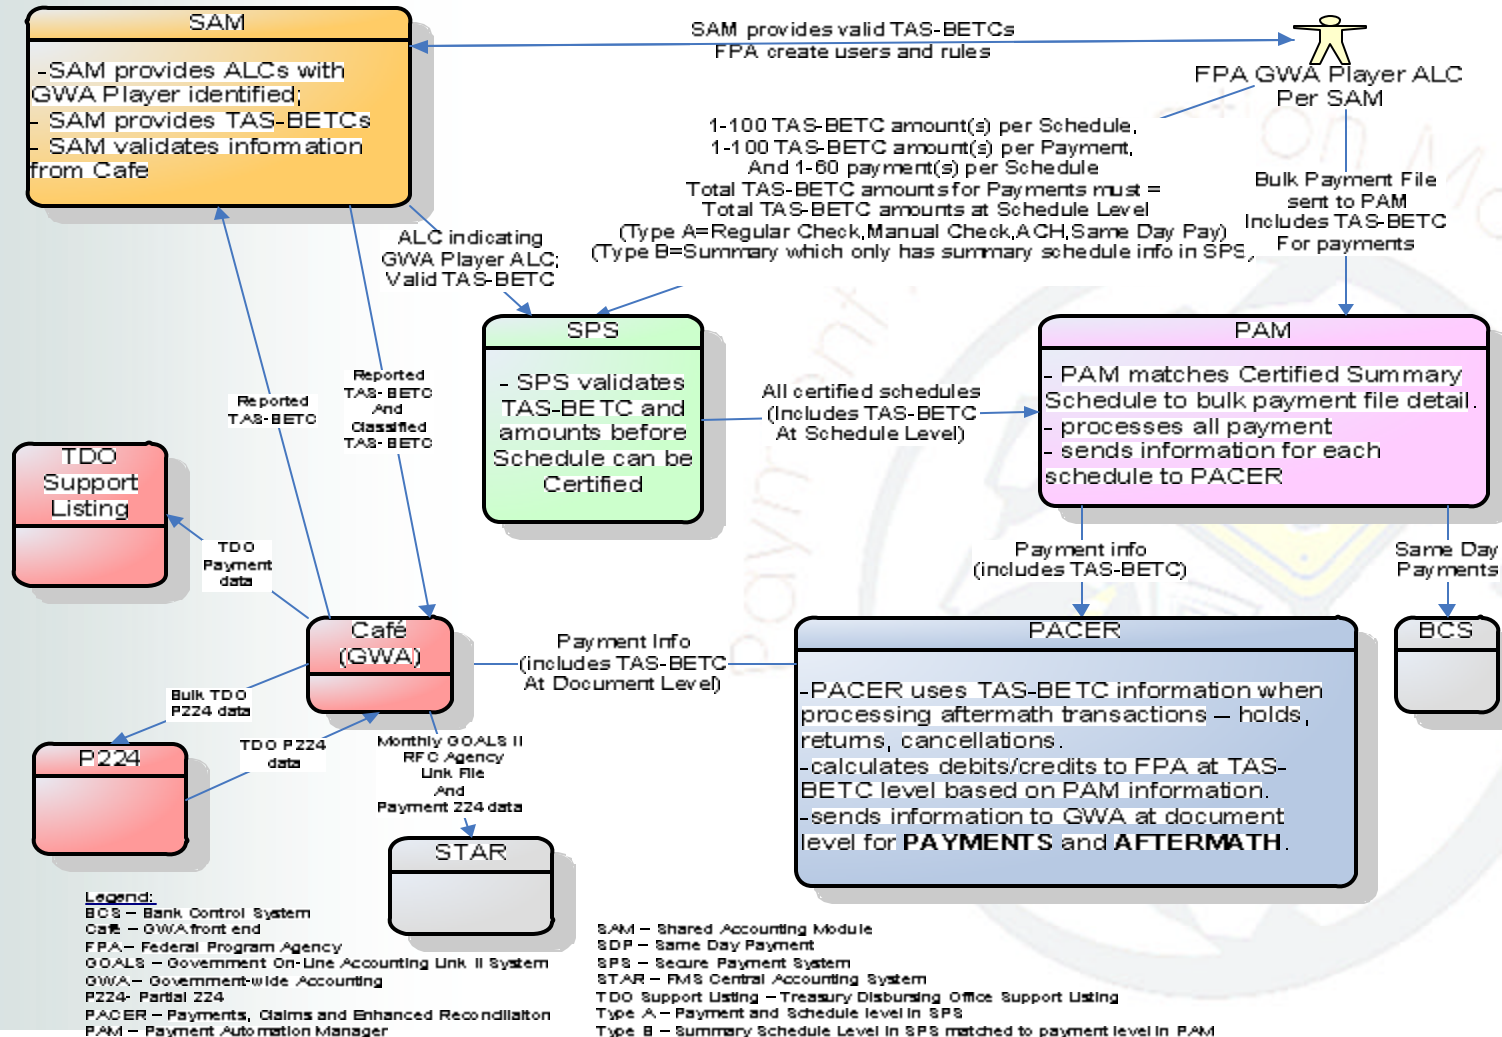 SAM
-SAM provides ALCs with
GWA Player identified;
- SAM provides TAS-BETCs
- SAM validates information
from Cafe
SAM provides valid TAS-BETCs
FPA create users and rules
FPA GWA Player ALC
Per SAM
1-100 TAS-BETC amount(s) per Schedule,
1-100 TAS-BETC amount(s) per Payment,
And 1-60 payment(s) per Schedule
Total TAS-BETC amounts for Payments must =
Total TAS-BETC amounts at Schedule Level
(Type A=Regular Check,Manual Check,ACH,Same Day Pay)
(Type B=Summary which only has summary schedule info in SPS)
Bulk Payment File
sent to PAM
Includes TAS-BETC
For payments
ALC indicating
GWA Player ALC;
Valid TAS-BETC
SPS
- SPS validates
TAS-BETC and
amounts before
Schedule can be
Certified
All certified schedules
(Includes TAS-BETC
At Schedule Level)
PAM
- PAM matches Certified Summary
Schedule to bulk payment file detail.
- processes all payment
- sends information for each
schedule to PACER
Reported
TAS-BETC
Reported
TAS-BETC
And
Classified
TAS-BETC
TDO
Support
Listing
TDO
Payment
data
Payment info
(includes TAS-BETC)
Same Day
Payments
Café
(GWA)
Payment Info
(includes TAS-BETC
At Document Level)
PACER
-PACER uses TAS-BETC information when
processing aftermath transactions – holds,
returns, cancellations.
-calculates debits/credits to FPA at TAS-
BETC level based on PAM information.
-sends information to GWA at document
level for PAYMENTS and AFTERMATH.
BCS
Bulk TDO
P224 data
P224
TDO P224
data
Monthly GOALS II
RFC Agency
Link File
And
Payment 224 data
STAR
Legend:
BCS – Bank Control System
Café – GWA front end
FPA – Federal Program Agency
GOALS – Government On-Line Accounting Link II System
GWA – Government-wide Accounting
P224- Partial 224
PACER – Payments, Claims and Enhanced Reconciliaiton
PAM – Payment Automation Manager
SAM – Shared Accounting Module
SDP – Same Day Payment
SPS – Secure Payment System
STAR – FMS Central Accounting System
TDO Support Listing – Treasury Disbursing Office Support Listing
Type A – Payment and Schedule level in SPS
Type B – Summary Schedule Level in SPS matched to payment level in PAM